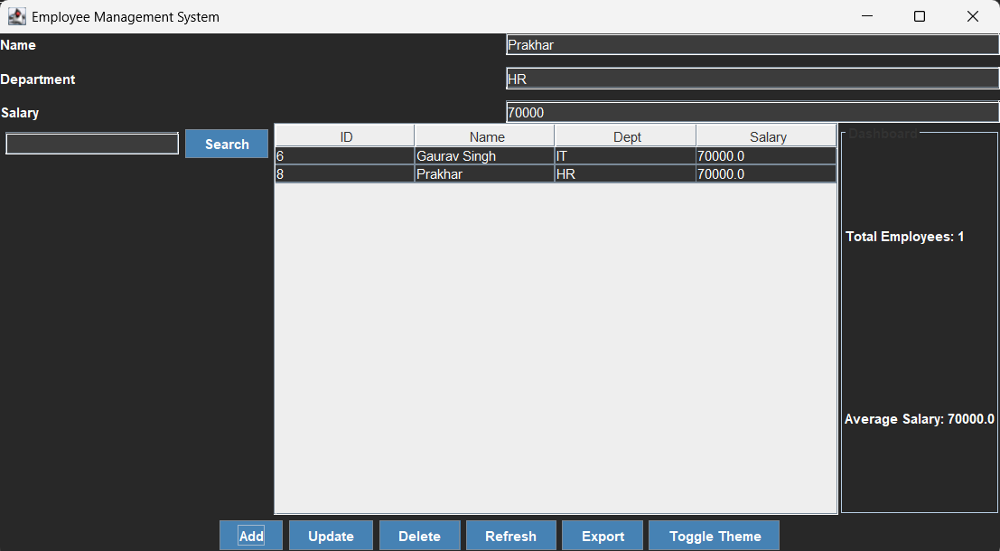 Employee Management System
Name
Prakhar
Department
HR
Salary
70000
Search
ID Name Dept Salary
6 Gaurav Singh IT 70000.0
8 Prakhar HR 70000.0
Dashboard
Total Employees: 1
Average Salary: 70000.0
Add Update Delete Refresh Export Toggle Theme